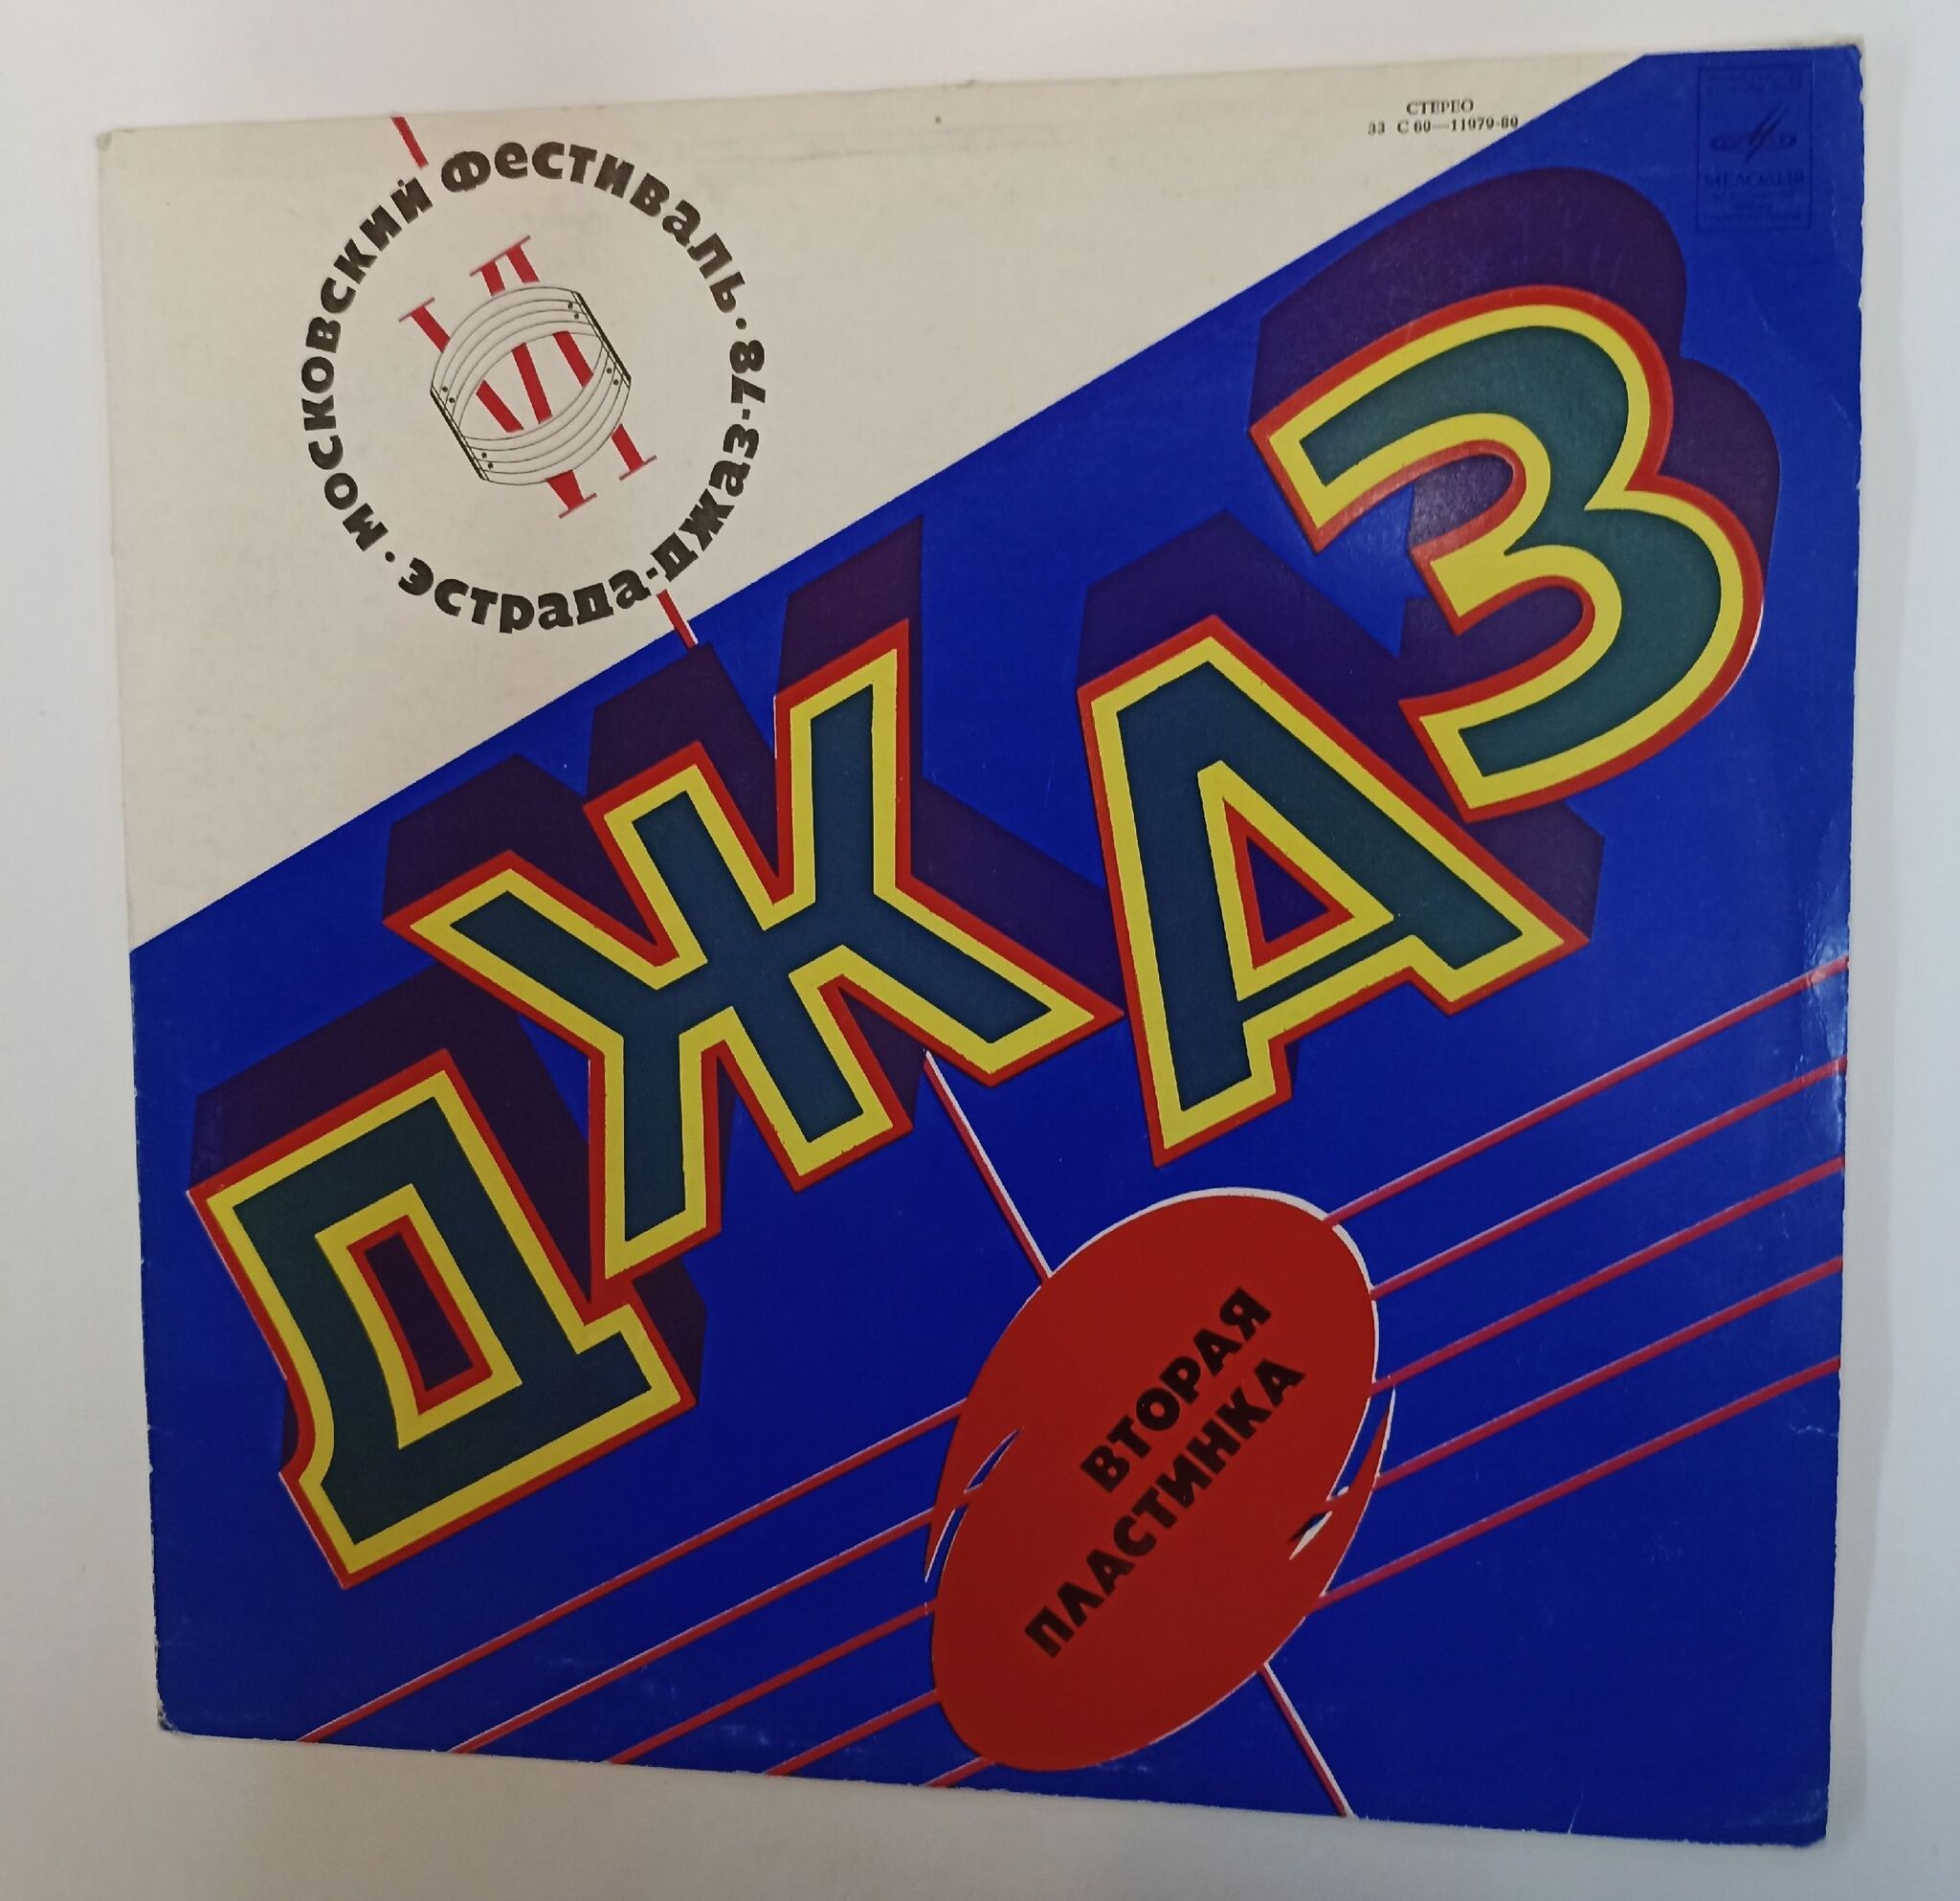 МОСКОВСКИЙ ФЕСТИВАЛЬ · ЭСТРАДА-ДЖАЗ-78 ·
VI
СТЕРЕО
33 С 60—11979-80
МЕЛОДИЯ
ДЖАЗ
ВТОРАЯ
ПЛАСТИНКА